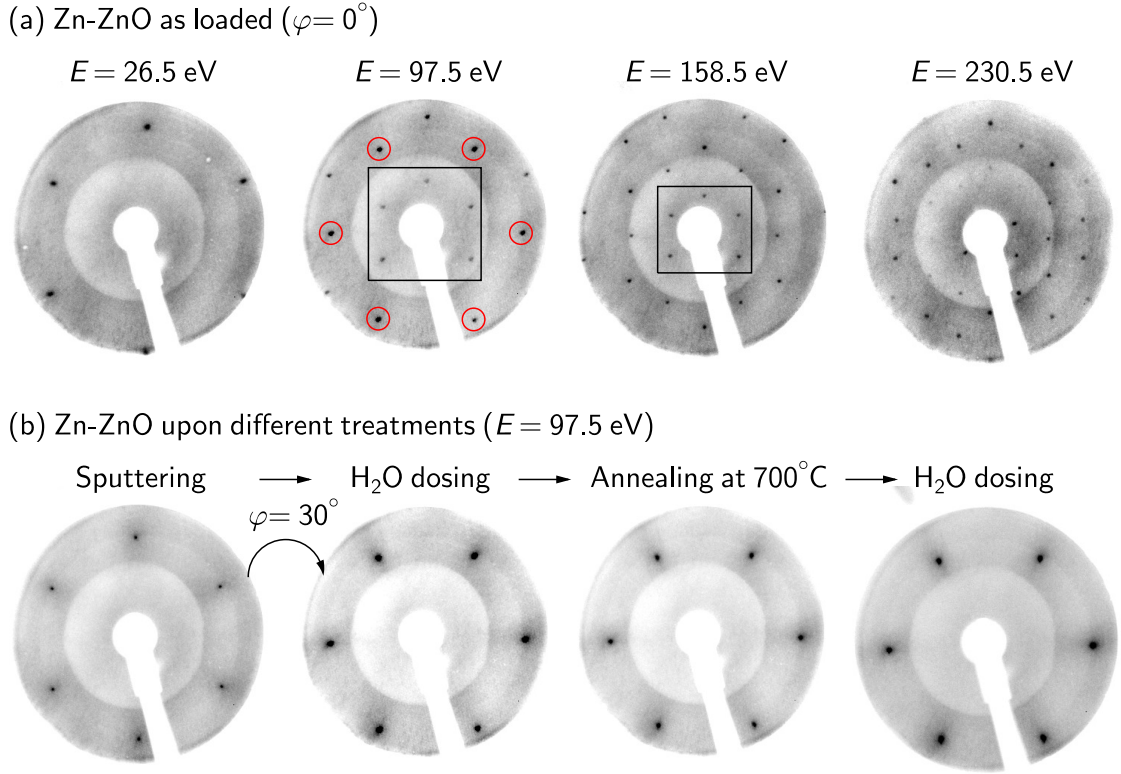 (a) Zn-ZnO as loaded (φ= 0°)
E = 26.5 eV E = 97.5 eV E = 158.5 eV E = 230.5 eV
(b) Zn-ZnO upon different treatments (E = 97.5 eV)
Sputtering → H₂O dosing → Annealing at 700°C → H₂O dosing
φ= 30°